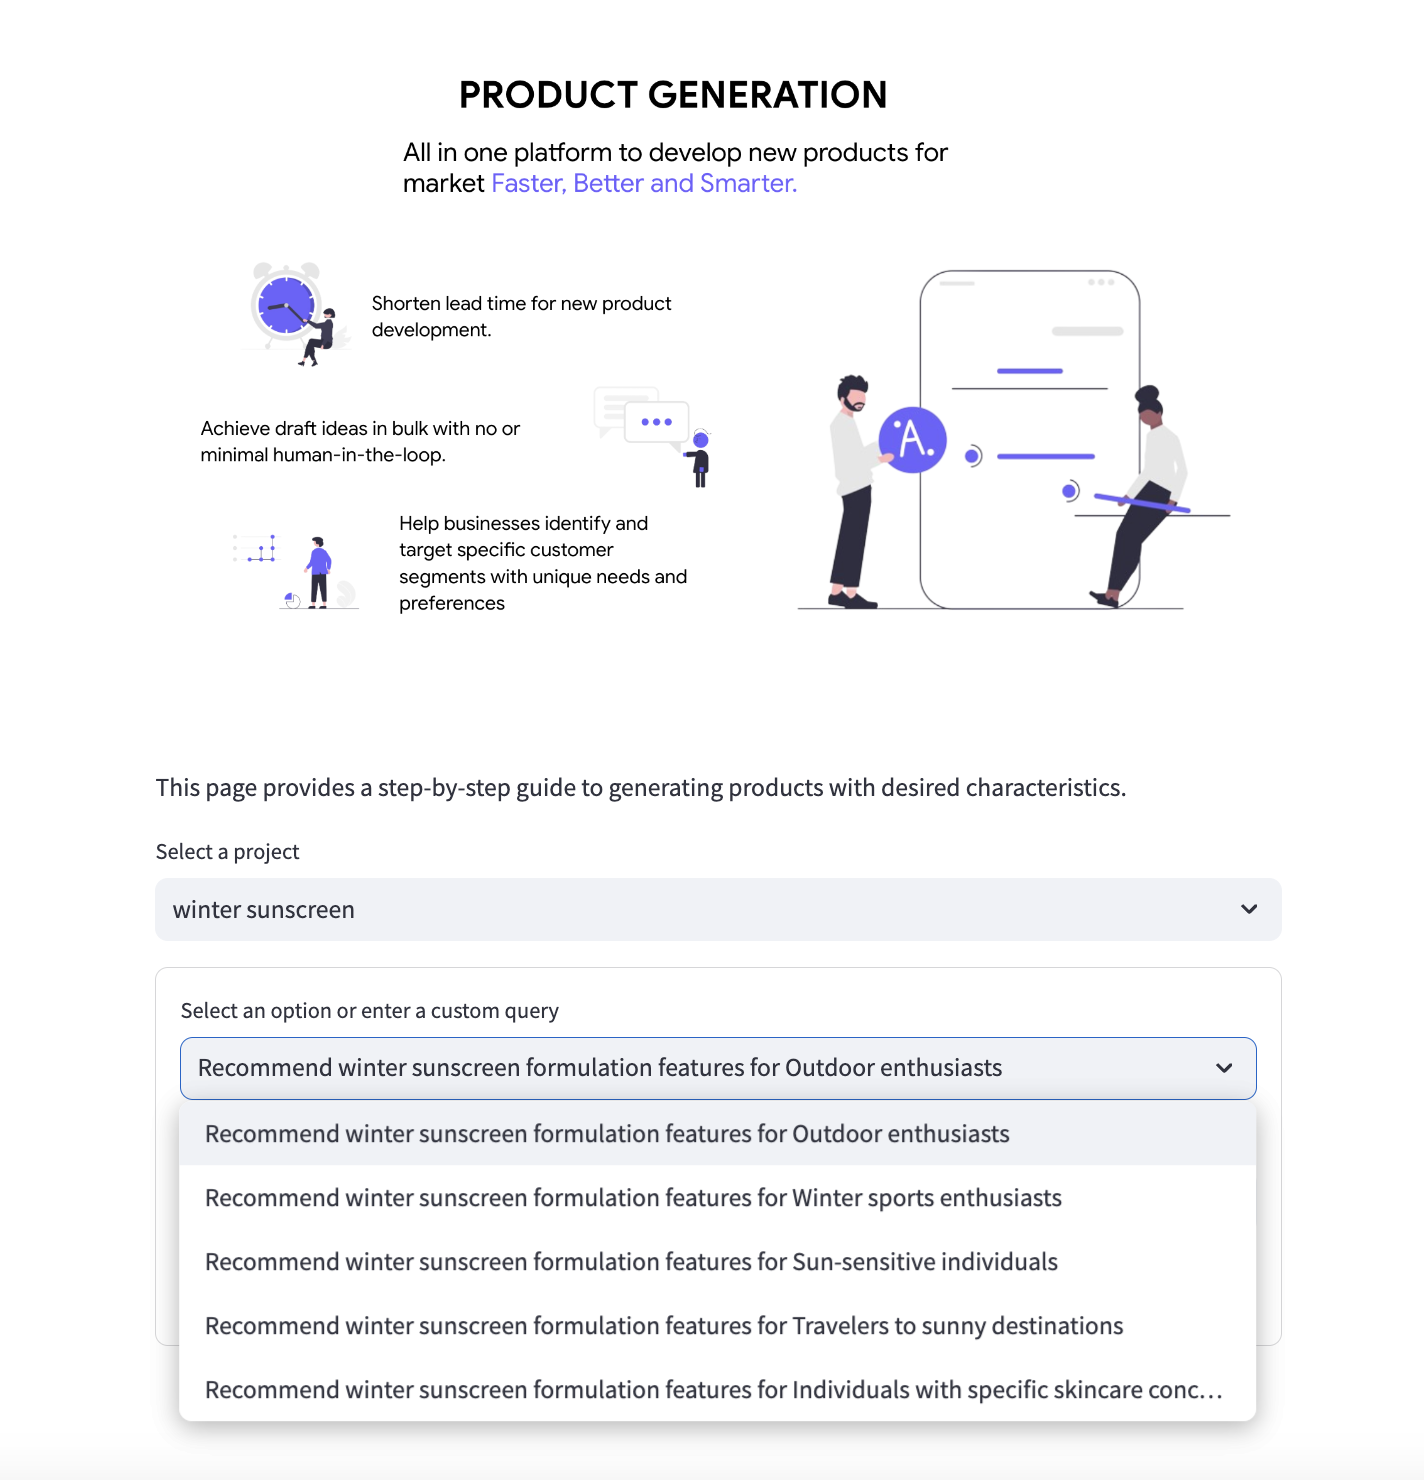 PRODUCT GENERATION
All in one platform to develop new products for
market Faster, Better and Smarter.
Shorten lead time for new product
development.
Achieve draft ideas in bulk with no or
minimal human-in-the-loop.
Help businesses identify and
target specific customer
segments with unique needs and
preferences
A
This page provides a step-by-step guide to generating products with desired characteristics.
Select a project
winter sunscreen
Select an option or enter a custom query
Recommend winter sunscreen formulation features for Outdoor enthusiasts
Recommend winter sunscreen formulation features for Outdoor enthusiasts
Recommend winter sunscreen formulation features for Winter sports enthusiasts
Recommend winter sunscreen formulation features for Sun-sensitive individuals
Recommend winter sunscreen formulation features for Travelers to sunny destinations
Recommend winter sunscreen formulation features for Individuals with specific skincare conc...